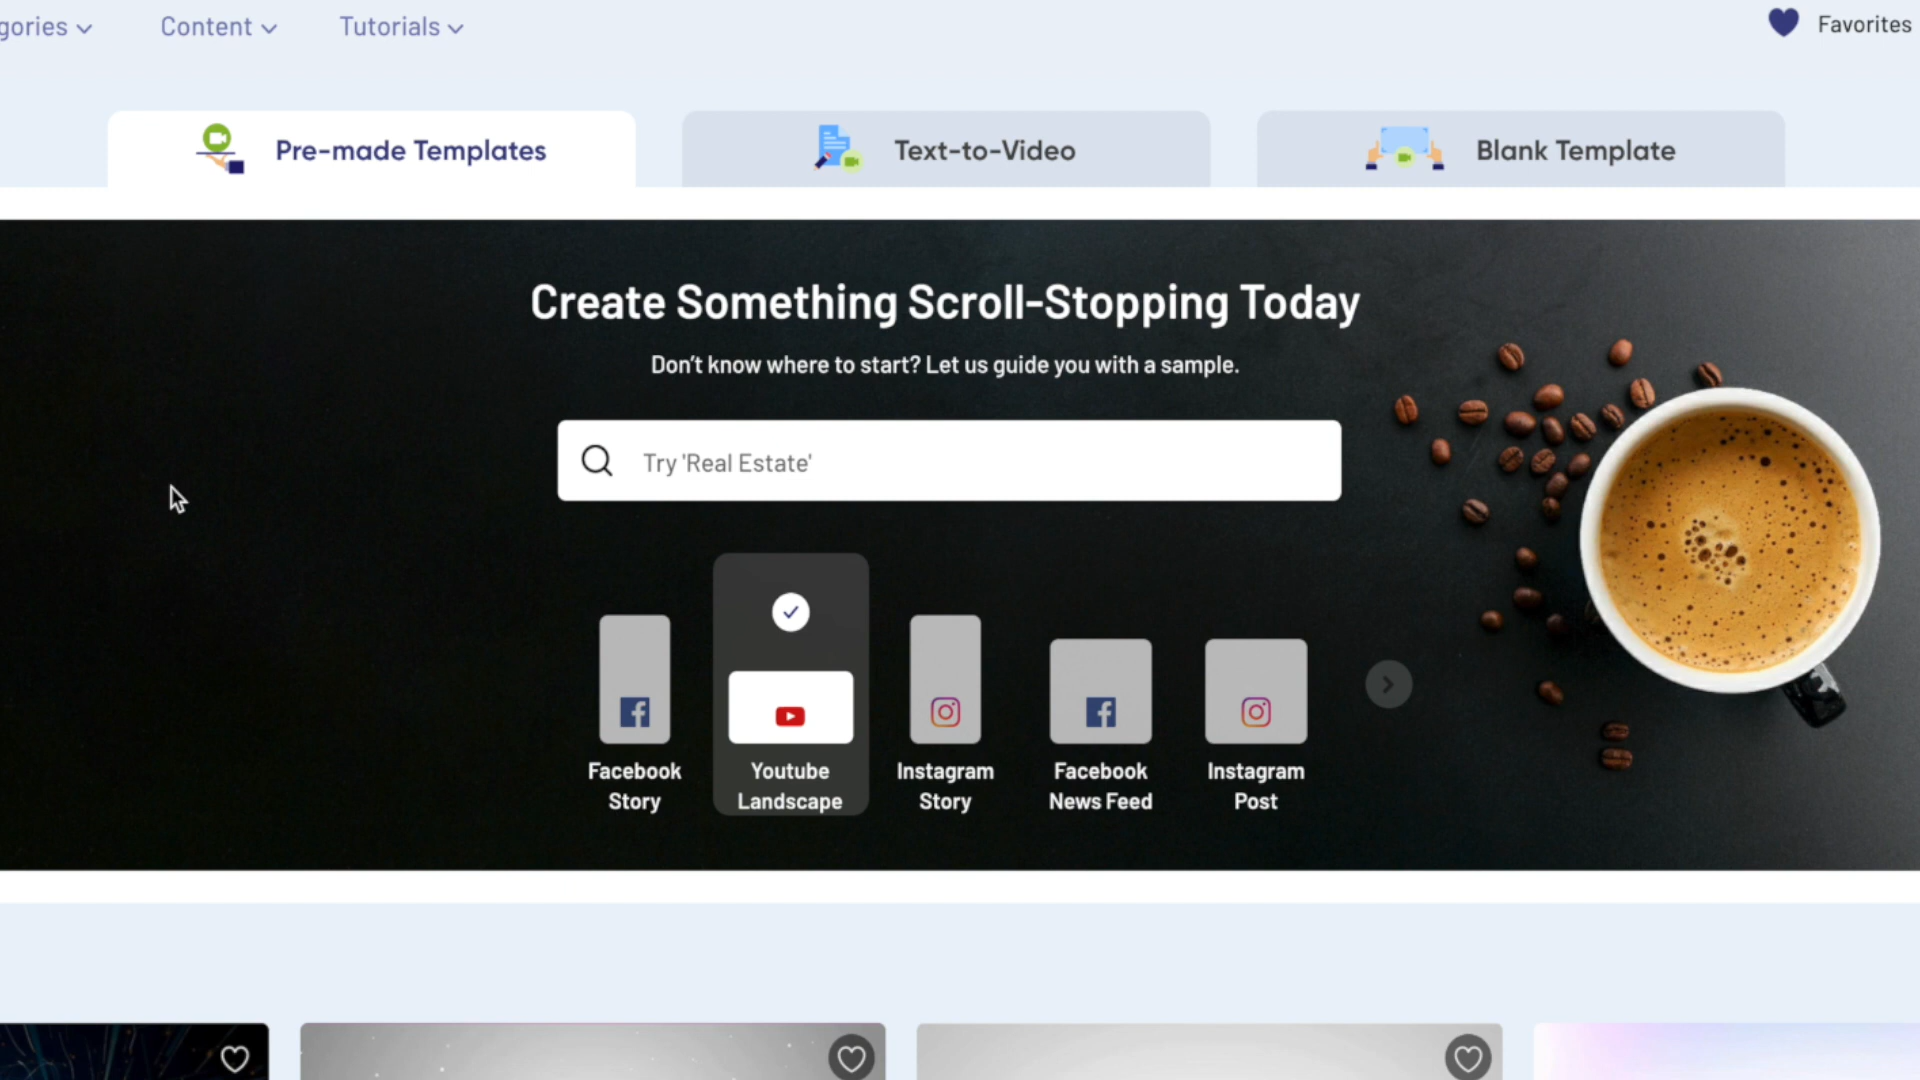 gories
Content
Tutorials
Favorites
Pre-made Templates
Text-to-Video
Blank Template
Create Something Scroll-Stopping Today
Don't know where to start? Let us guide you with a sample.
Try 'Real Estate'
Facebook
Story
Youtube
Landscape
Instagram
Story
Facebook
News Feed
Instagram
Post